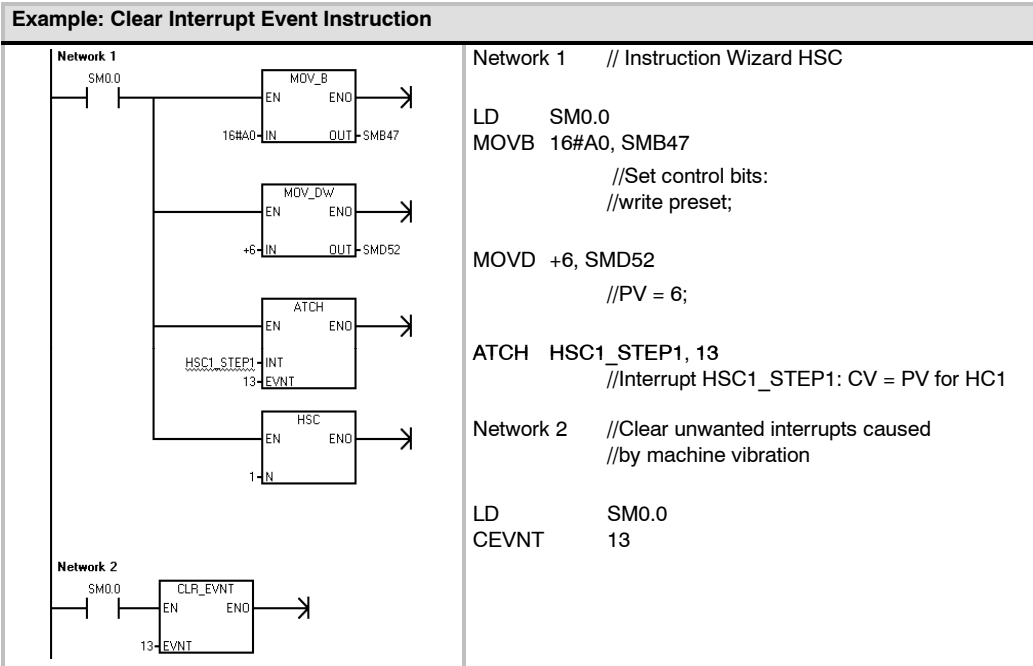 Example: Clear Interrupt Event Instruction
Network 1
SM0.0
MOV_B
EN ENO
16#A0 IN OUT SMB47
MOV_DW
EN ENO
+6 IN OUT SMD52
ATCH
EN ENO
HSC1_STEP1 INT
13 EVNT
HSC
EN ENO
1 N
Network 2
SM0.0
CLR_EVNT
EN ENO
13 EVNT
Network 1 // Instruction Wizard HSC
LD SM0.0
MOVB 16#A0, SMB47
//Set control bits:
//write preset;
MOVD +6, SMD52
//PV = 6;
ATCH HSC1_STEP1, 13
//Interrupt HSC1_STEP1: CV = PV for HC1
Network 2 //Clear unwanted interrupts caused
//by machine vibration
LD SM0.0
CEVNT 13